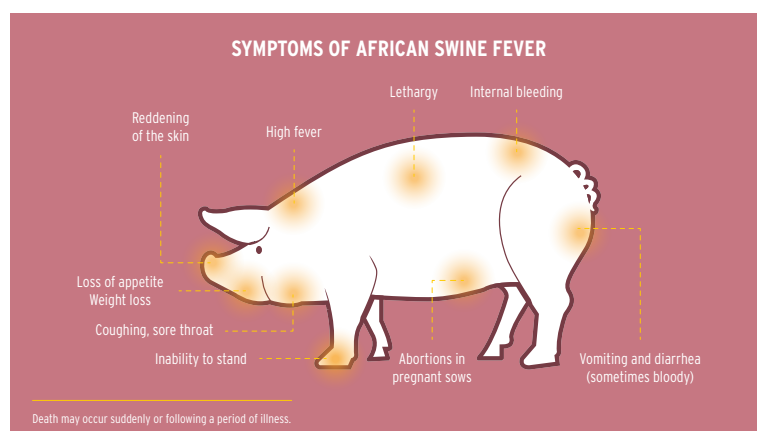 SYMPTOMS OF AFRICAN SWINE FEVER
Lethargy
Internal bleeding
Reddening
of the skin
High fever
Loss of appetite
Weight loss
Coughing, sore throat
Inability to stand
Abortions in
pregnant sows
Vomiting and diarrhea
(sometimes bloody)
Death may occur suddenly or following a period of illness.